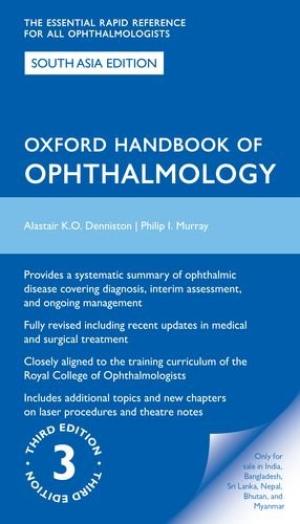 THE ESSENTIAL RAPID REFERENCE
FOR ALL OPHTHALMOLOGISTS
SOUTH ASIA EDITION
OXFORD HANDBOOK OF
OPHTHALMOLOGY
Alastair K.O. Denniston | Philip I. Murray
Provides a systematic summary of ophthalmic
disease covering diagnosis, interim assessment,
and ongoing management
Fully revised including recent updates in medical
and surgical treatment
Closely aligned to the training curriculum of the
Royal College of Ophthalmologists
Includes additional topics and new chapters
on laser procedures and theatre notes
THIRD EDITION
3
THIRD EDITION
Only for
sale in India,
Bangladesh,
Sri Lanka, Nepal,
Bhutan, and
Myanmar